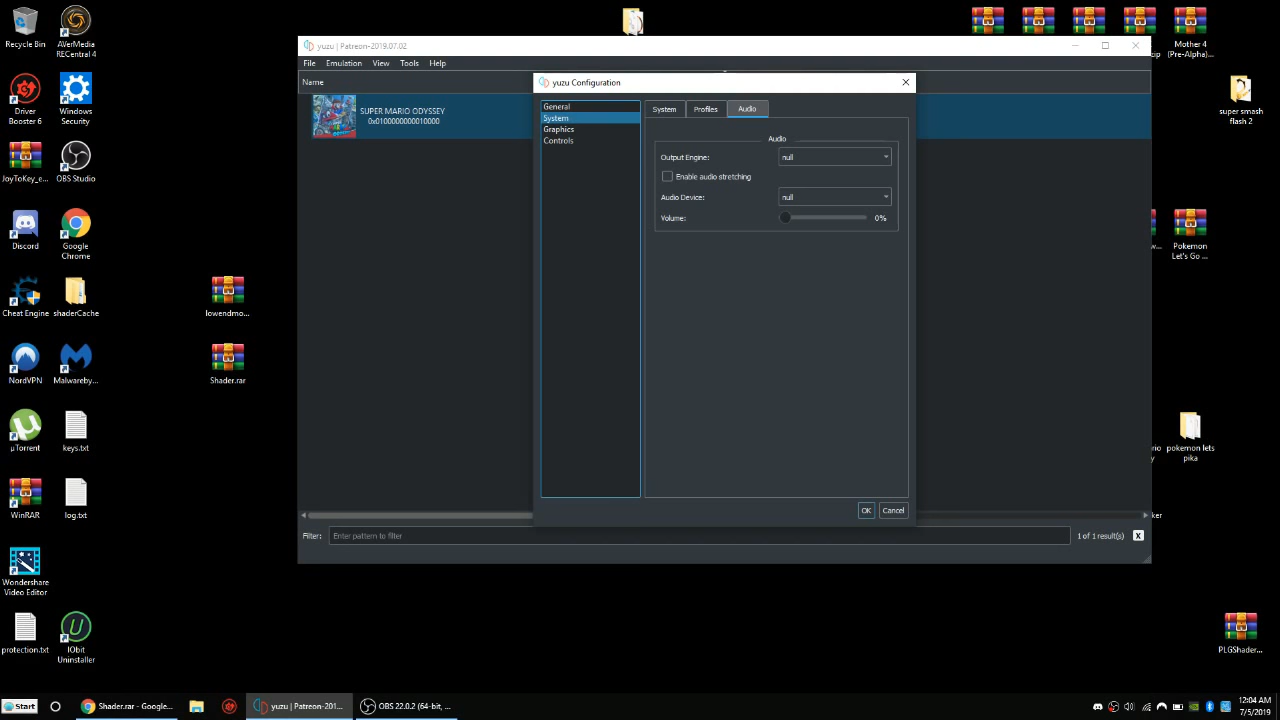 Recycle Bin
AVerMedia
RECentral 4
Driver
Booster 6
Windows
Security
JoyToKey_e...
OBS Studio
Discord
Google
Chrome
Cheat Engine
shaderCache
lowendmo...
NordVPN
Malwareby...
Shader.rar
µTorrent
keys.txt
WinRAR
log.txt
Wondershare
Video Editor
protection.txt
IObit
Uninstaller
yuzu | Patreon-2019.07.02
File
Emulation
View
Tools
Help
Name
SUPER MARIO ODYSSEY
0x0100000000010000
yuzu Configuration
General
System
Graphics
Controls
System
Profiles
Audio
Audio
Output Engine:
null
Enable audio stretching
Audio Device:
null
Volume:
0%
OK
Cancel
Filter:
Enter pattern to filter
1 of 1 result(s)
X
zip
Mother 4
(Pre-Alpha)...
super smash
flash 2
w...
Pokemon
Let's Go ...
pokemon lets
pika
PLGShader...
Start
Shader.rar - Google...
yuzu | Patreon-201...
OBS 22.0.2 (64-bit, ...
12:04 AM
7/5/2019